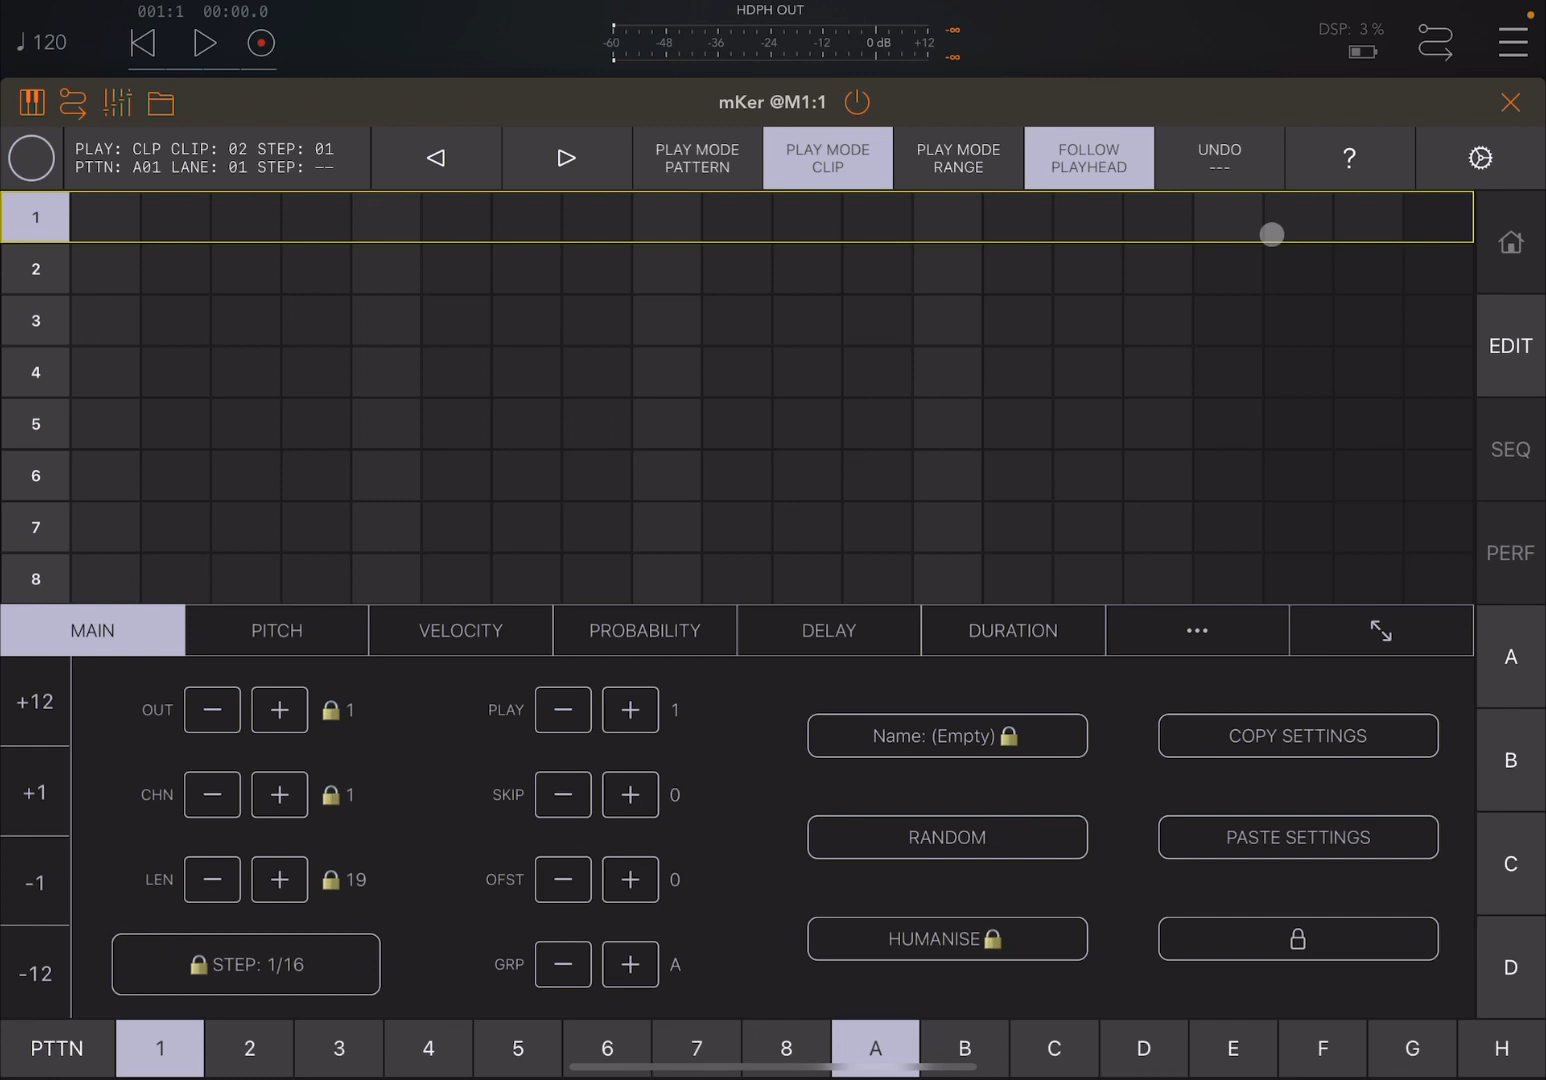 001:1 00:00.0
♩ 120
HDPH OUT
-60 -48 -36 -24 -12 0 dB +12
-∞
-∞
DSP: 3 %
mKer @M1:1
PLAY: CLP CLIP: 02 STEP: 01
PTTN: A01 LANE: 01 STEP: --
PLAY MODE
PATTERN
PLAY MODE
CLIP
PLAY MODE
RANGE
FOLLOW
PLAYHEAD
UNDO
---
?
1
2
3
4
5
6
7
8
EDIT
SEQ
PERF
A
B
C
D
MAIN PITCH VELOCITY PROBABILITY DELAY DURATION •••
+12
+1
-1
-12
OUT − + 🔒 1
CHN − + 🔒 1
LEN − + 🔒 19
🔒 STEP: 1/16
PLAY − + 1
SKIP − + 0
OFST − + 0
GRP − + A
Name: (Empty) 🔒
RANDOM
HUMANISE 🔒
COPY SETTINGS
PASTE SETTINGS
PTTN 1 2 3 4 5 6 7 8 A B C D E F G H